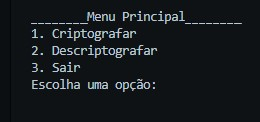 ________Menu Principal________
1. Criptografar
2. Descriptografar
3. Sair
Escolha uma opção: